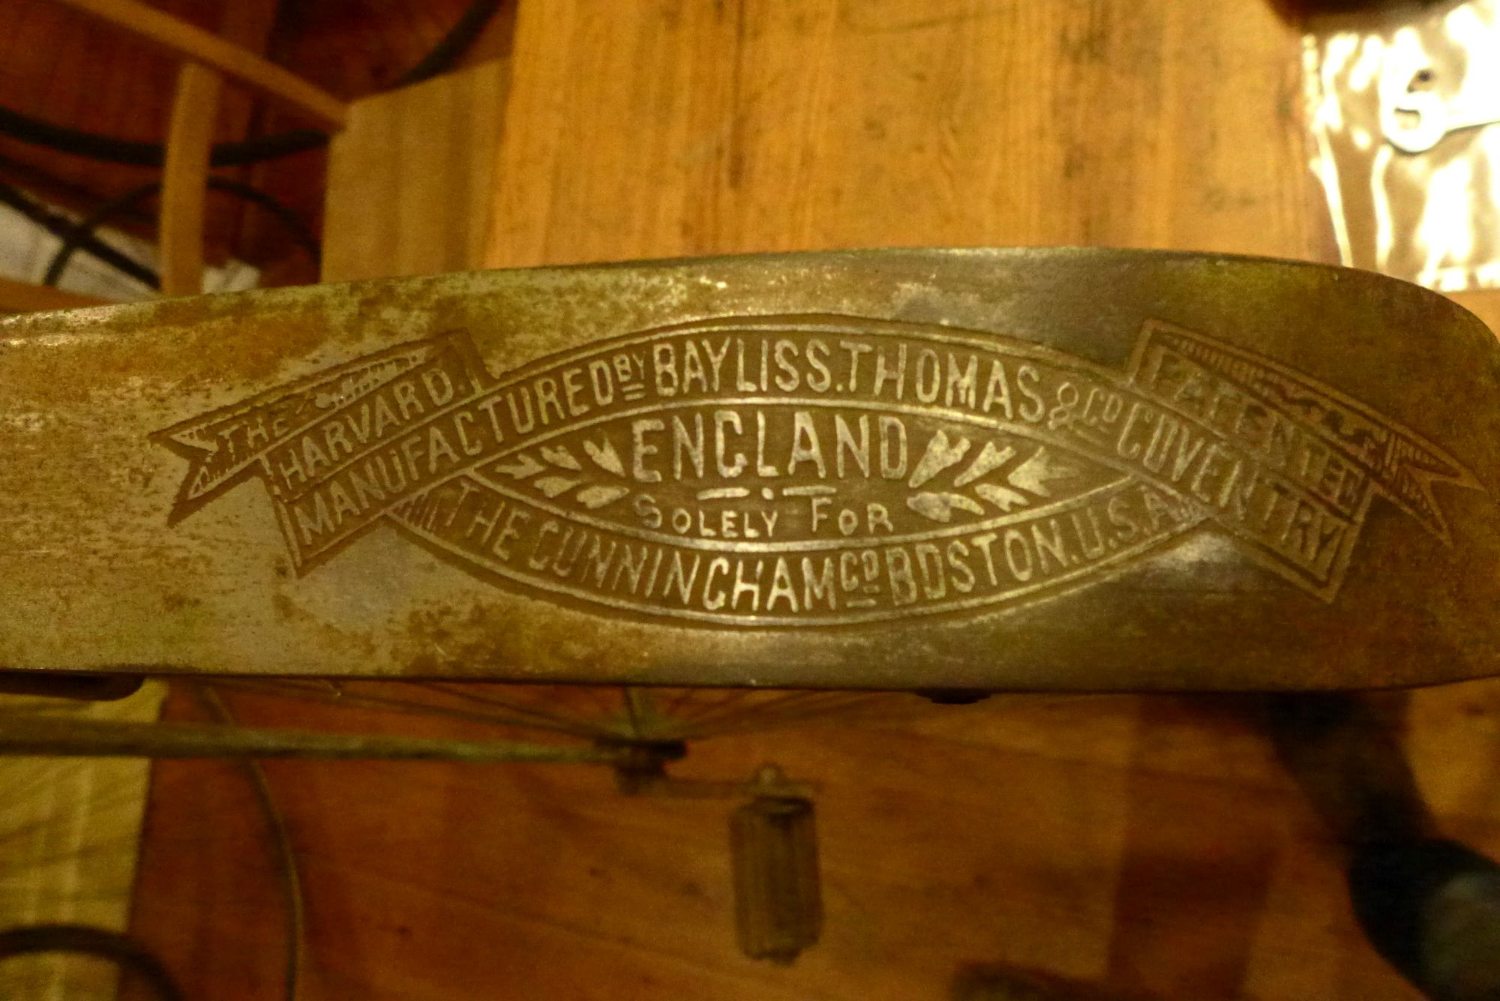 THE
HARVARD.
MANUFACTURED BY BAYLISS. THOMAS & CO COVENTRY
ENGLAND
SOLELY FOR
THE CUNNINGHAM CO BOSTON. U.S.A.
PATENTED